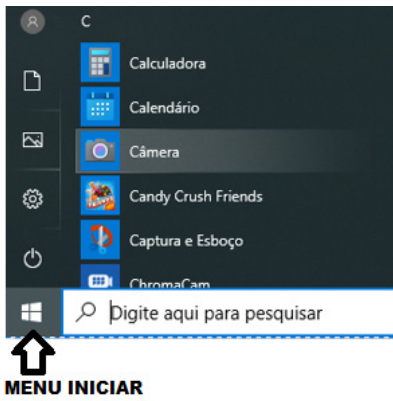 C
Calculadora
Calendário
Câmera
Candy Crush Friends
Captura e Esboço
ChromaCam
Digite aqui para pesquisar
MENU INICIAR